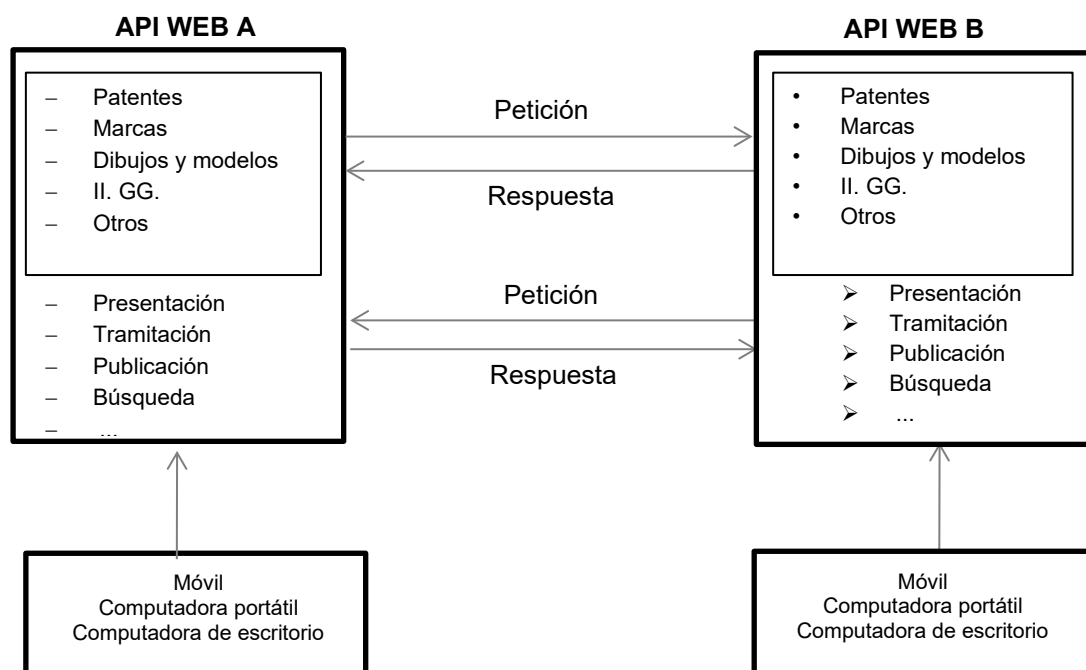 API WEB A
– Patentes
– Marcas
– Dibujos y modelos
– II. GG.
– Otros
– Presentación
– Tramitación
– Publicación
– Búsqueda
– ...
Petición
Respuesta
Petición
Respuesta
API WEB B
• Patentes
• Marcas
• Dibujos y modelos
• II. GG.
• Otros
➢ Presentación
➢ Tramitación
➢ Publicación
➢ Búsqueda
➢ ...
Móvil
Computadora portátil
Computadora de escritorio
Móvil
Computadora portátil
Computadora de escritorio